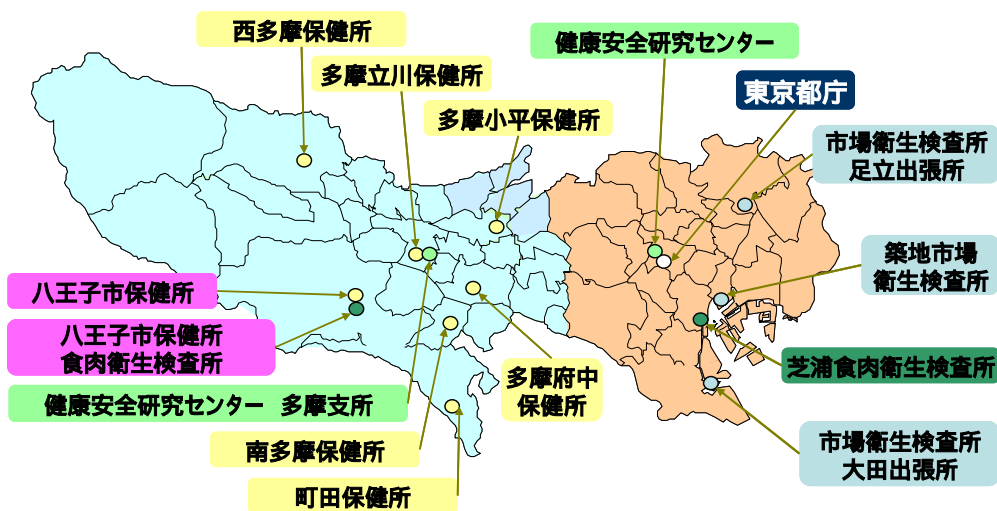 西多摩保健所
健康安全研究センター
多摩立川保健所
東京都庁
多摩小平保健所
市場衛生検査所
足立出張所
築地市場
衛生検査所
八王子市保健所
八王子市保健所
食肉衛生検査所
芝浦食肉衛生検査所
多摩府中
保健所
健康安全研究センター 多摩支所
南多摩保健所
市場衛生検査所
大田出張所
町田保健所